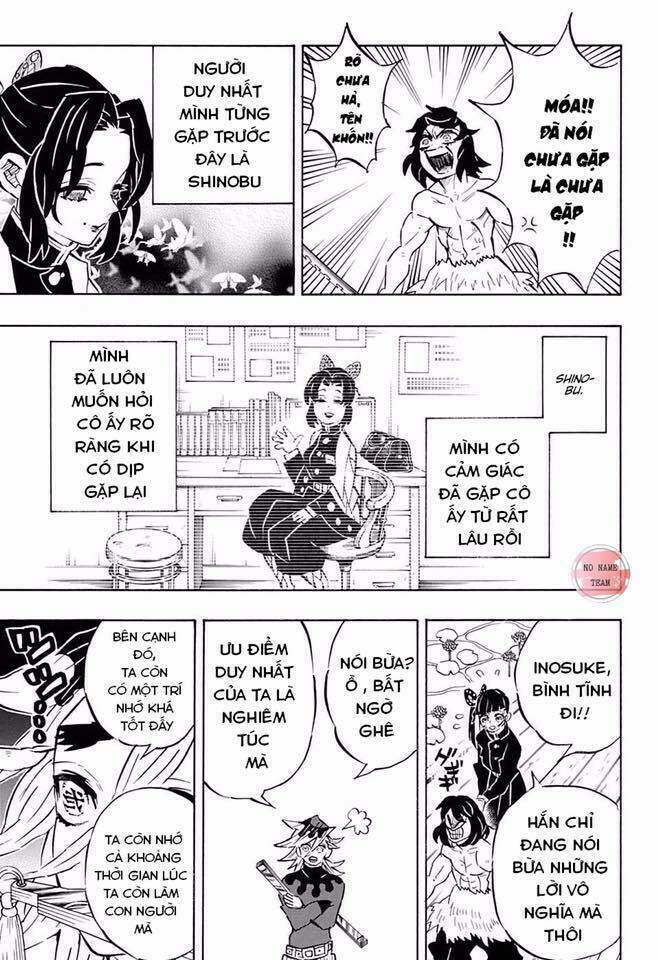 MÓA!!
ĐÃ NÓI
CHƯA GẶP
LÀ CHƯA
GẶP
!!
RÕ
CHƯA
HẢ,
TÊN
KHỐN!!
NGƯỜI
DUY NHẤT
MÌNH TỪNG
GẶP TRƯỚC
ĐÂY LÀ
SHINOBU
SHINO-
BU.
MÌNH CÓ
CẢM GIÁC
ĐÃ GẶP CÔ
ẤY TỪ RẤT
LÂU RỒI
MÌNH
ĐÃ LUÔN
MUỐN HỎI
CÔ ẤY RÕ
RÀNG KHI
CÓ DỊP
GẶP LẠI
NO NAME
TEAM
INOSUKE,
BÌNH TĨNH
ĐI!!
HẮN CHỈ
ĐANG NÓI
BỪA NHỮNG
LỜI VÔ
NGHĨA MÀ
THÔI
NÓI BỪA?
Ồ , BẤT
NGỜ
GHÊ
ƯU ĐIỂM
DUY NHẤT
CỦA TA LÀ
NGHIÊM
TÚC
MÀ
BÊN CẠNH
ĐÓ,
TA CÒN
CÓ MỘT TRÍ
NHỚ KHÁ
TỐT ĐẤY
TA CÒN NHỚ
CẢ KHOẢNG
THỜI GIAN LÚC
TA CÒN LÀM
CON NGƯỜI
MÀ